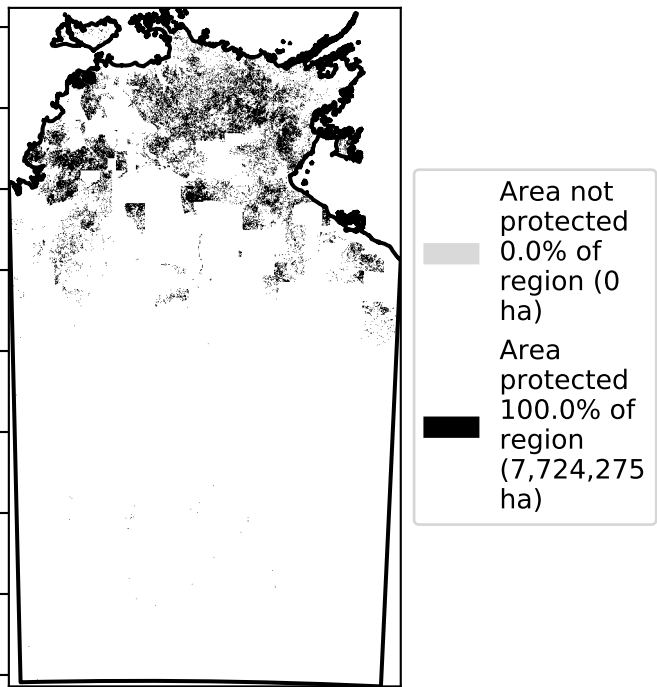 Area not
protected
0.0% of
region (0
ha)
Area
protected
100.0% of
region
(7,724,275
ha)